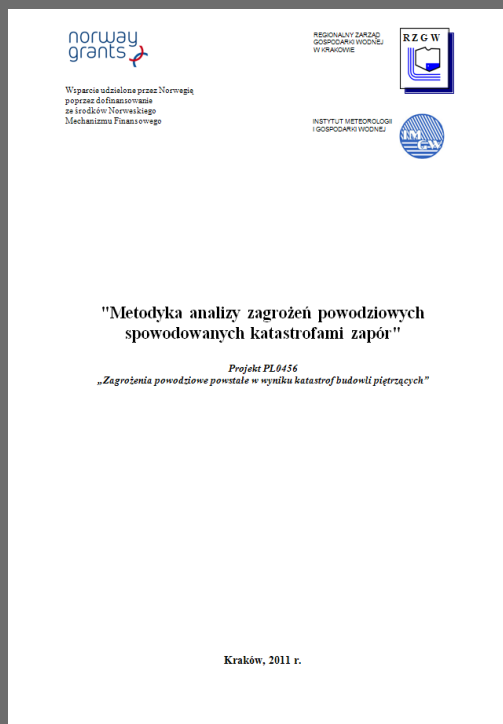 norway
grants
REGIONALNY ZARZĄD
GOSPODARKI WODNEJ
W KRAKOWIE
RZGW
Wsparcie udzielone przez Norwegię
poprzez dofinansowanie
ze środków Norweskiego
Mechanizmu Finansowego
INSTYTUT METEOROLOGII
I GOSPODARKI WODNEJ
IM
GW
"Metodyka analizy zagrożeń powodziowych
spowodowanych katastrofami zapór"
Projekt PL0456
„Zagrożenia powodziowe powstałe w wyniku katastrof budowli piętrzących”
Kraków, 2011 r.